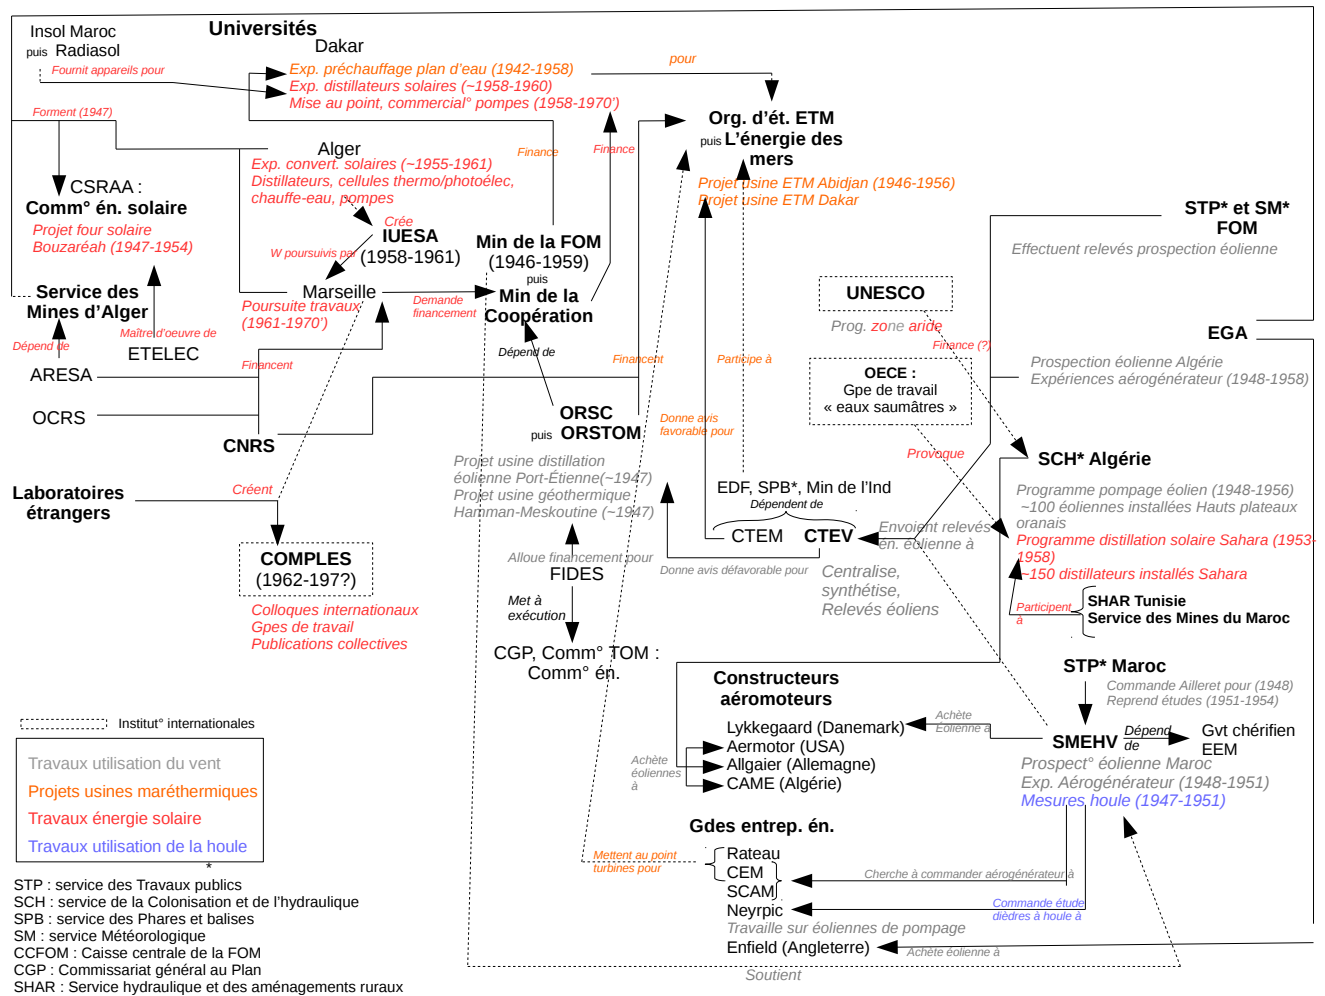 Insol Maroc
puis Radiasol
Fournit appareils pour
Universités
Dakar
Exp. préchauffage plan d'eau (1942-1958)
Exp. distillateurs solaires (~1958-1960)
Mise au point, commercial° pompes (1958-1970')
pour
Forment (1947)
Org. d'ét. ETM
puis L'énergie des
mers
Projet usine ETM Abidjan (1946-1956)
Projet usine ETM Dakar
Finance
Finance
Alger
Exp. convert. solaires (~1955-1961)
Distillateurs, cellules thermo/photoélec,
chauffe-eau, pompes
CSRAA :
Comm° én. solaire
Projet four solaire
Bouzaréah (1947-1954)
Crée
IUESA
(1958-1961)
W poursuivis par
Marseille
Poursuite travaux
(1961-1970')
Demande
financement
Min de la FOM
(1946-1959)
puis
Min de la
Coopération
STP* et SM*
FOM
Effectuent relevés prospection éolienne
Service des
Mines d'Alger
Dépend de
Maître d'oeuvre de
ETELEC
ARESA
OCRS
CNRS
Financent
Dépend de
Financent
Participe à
UNESCO
Prog. zone aride
Finance (?)
OECE :
Gpe de travail
« eaux saumâtres »
Provoque
EGA
Prospection éolienne Algérie
Expériences aérogénérateur (1948-1958)
ORSC
puis ORSTOM
Projet usine distillation
éolienne Port-Étienne(~1947)
Projet usine géothermique
Hamman-Meskoutine (~1947)
Donne avis
favorable pour
SCH* Algérie
Programme pompage éolien (1948-1956)
~100 éoliennes installées Hauts plateaux
oranais
Programme distillation solaire Sahara (1953-
1958)
~150 distillateurs installés Sahara
Laboratoires
étrangers
Créent
COMPLES
(1962-197?)
Colloques internationaux
Gpes de travail
Publications collectives
EDF, SPB*, Min de l'Ind
Dépendent de
CTEM
CTEV
Envoient relevés
én. éolienne à
Donne avis défavorable pour
Centralise,
synthétise,
Relevés éoliens
Alloue financement pour
FIDES
Met à
exécution
CGP, Comm° TOM :
Comm° én.
Participent
à
SHAR Tunisie
Service des Mines du Maroc
STP* Maroc
Commande Ailleret pour (1948)
Reprend études (1951-1954)
SMEHV
Dépend
de
Gvt chérifien
EEM
Prospect° éolienne Maroc
Exp. Aérogénérateur (1948-1951)
Mesures houle (1947-1951)
Constructeurs
aéromoteurs
Lykkegaard (Danemark)
Aermotor (USA)
Allgaier (Allemagne)
CAME (Algérie)
Achète
Éolienne à
Achète
éoliennes
à
Gdes entrep. én.
Rateau
CEM
SCAM
Neyrpic
Travaille sur éoliennes de pompage
Enfield (Angleterre)
Mettent au point
turbines pour
Cherche à commander aérogénérateur à
Commande étude
dièdres à houle à
Achète éolienne à
Soutient
Institut° internationales
Travaux utilisation du vent
Projets usines maréthermiques
Travaux énergie solaire
Travaux utilisation de la houle
*
STP : service des Travaux publics
SCH : service de la Colonisation et de l'hydraulique
SPB : service des Phares et balises
SM : service Météorologique
CCFOM : Caisse centrale de la FOM
CGP : Commissariat général au Plan
SHAR : Service hydraulique et des aménagements ruraux